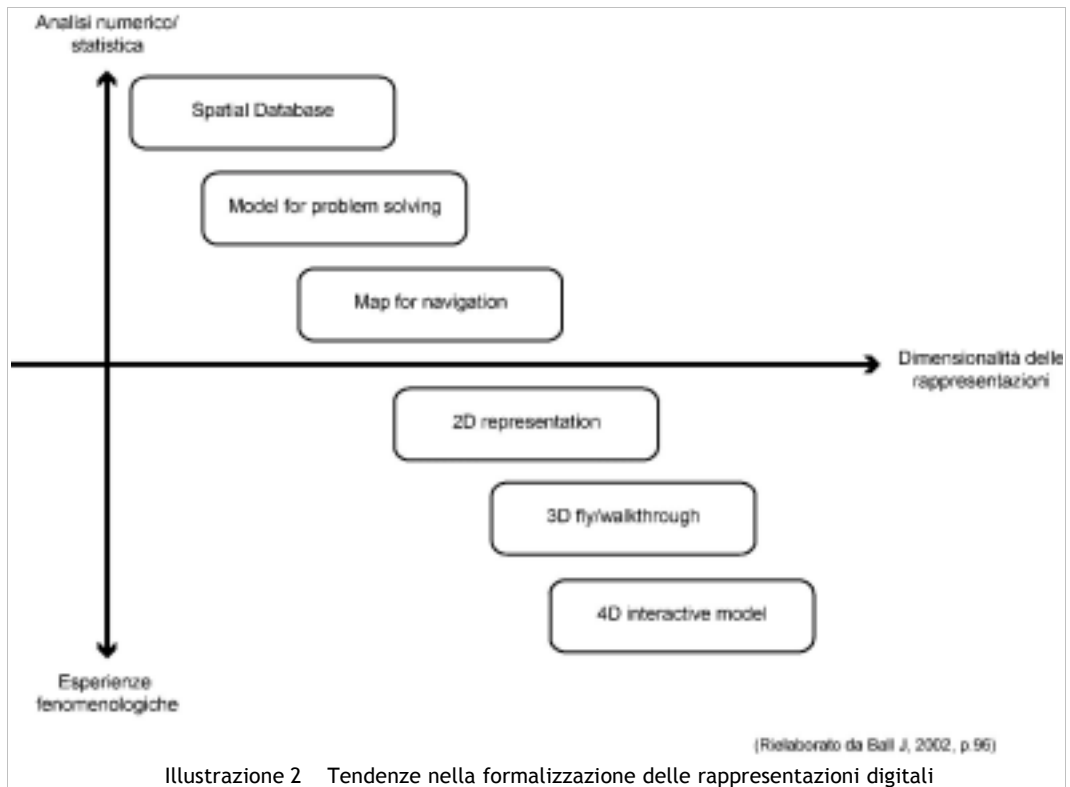 Analisi numerico/
statistica
Spatial Database
Model for problem solving
Map for navigation
Dimensionalità delle
rappresentazioni
2D representation
3D fly/walkthrough
4D interactive model
Esperienze
fenomenologiche
(Rielaborato da Ball J, 2002, p.96)
Illustrazione 2 Tendenze nella formalizzazione delle rappresentazioni digitali